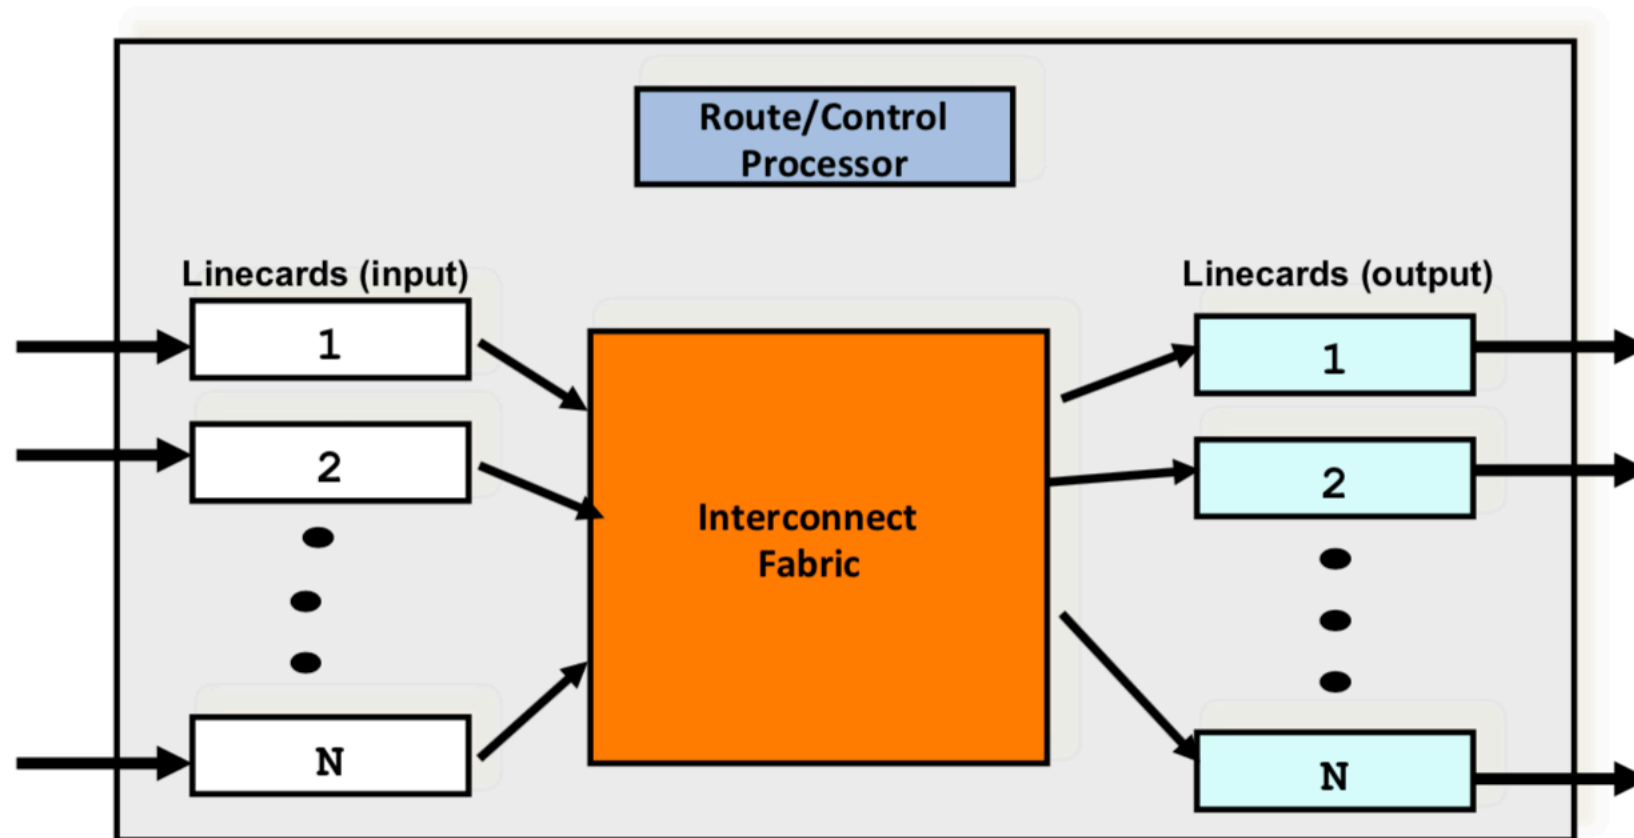 Route/Control
Processor
Linecards (input)
Linecards (output)
1
2
N
Interconnect
Fabric
1
2
N